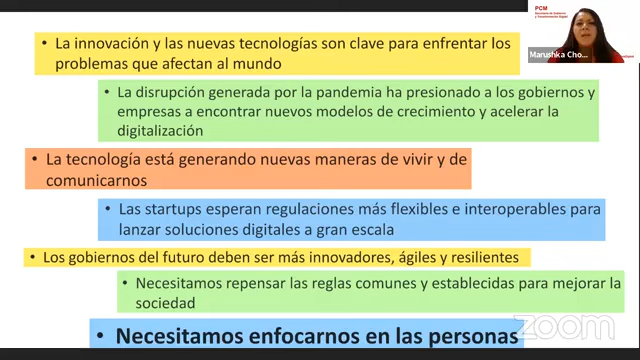 PCM
Secretaría de Gobierno
y Transformación Digital
Marushka Cho...
• La innovación y las nuevas tecnologías son clave para enfrentar los
problemas que afectan al mundo
• La disrupción generada por la pandemia ha presionado a los gobiernos y
empresas a encontrar nuevos modelos de crecimiento y acelerar la
digitalización
• La tecnología está generando nuevas maneras de vivir y de
comunicarnos
• Las startups esperan regulaciones más flexibles e interoperables para
lanzar soluciones digitales a gran escala
• Los gobiernos del futuro deben ser más innovadores, ágiles y resilientes
• Necesitamos repensar las reglas comunes y establecidas para mejorar la
sociedad
• Necesitamos enfocarnos en las personas
zoom